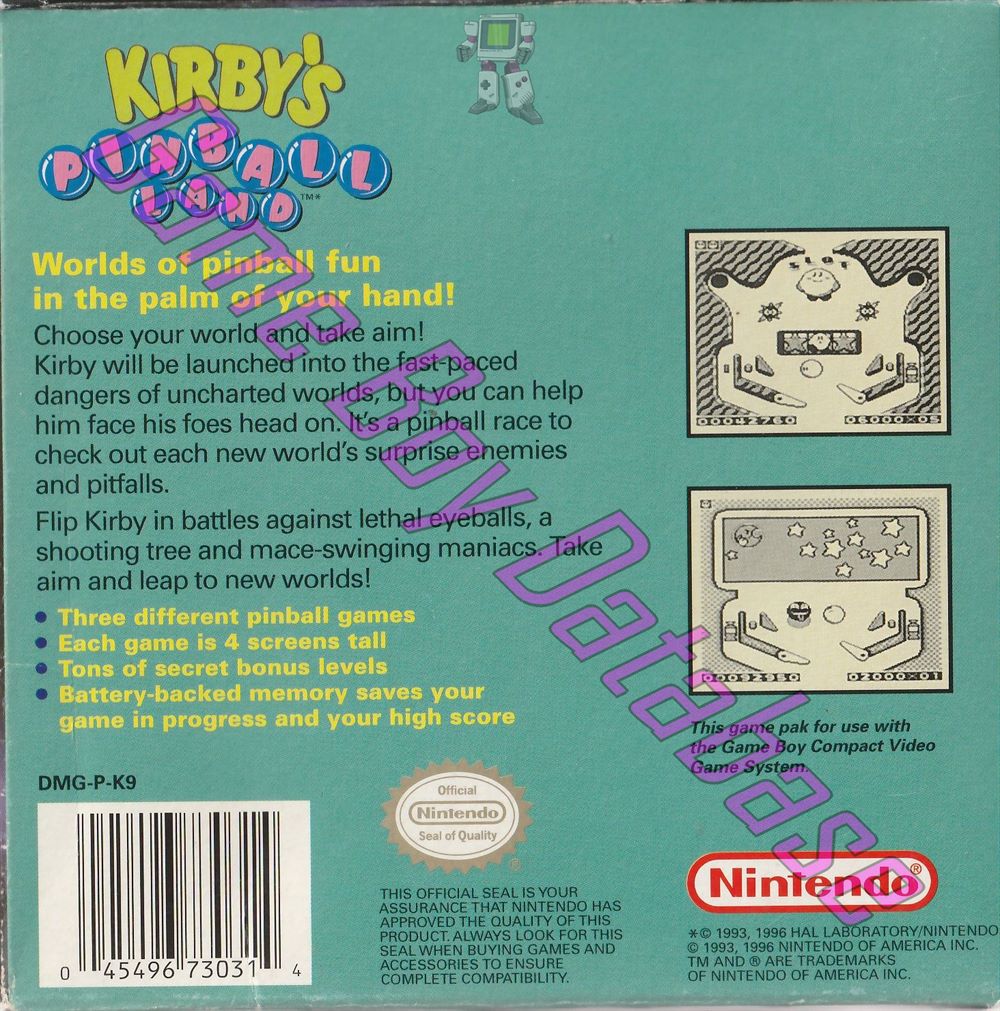 KIRBY'S
PINBALL
LAND™*
Worlds of pinball fun
in the palm of your hand!
Choose your world and take aim!
Kirby will be launched into the fast-paced
dangers of uncharted worlds, but you can help
him face his foes head on. It's a pinball race to
check out each new world's surprise enemies
and pitfalls.
Flip Kirby in battles against lethal eyeballs, a
shooting tree and mace-swinging maniacs. Take
aim and leap to new worlds!
• Three different pinball games
• Each game is 4 screens tall
• Tons of secret bonus levels
• Battery-backed memory saves your
game in progress and your high score
00042760 06000×05
00092950 02000×01
This game pak for use with
the Game Boy Compact Video
Game System.
DMG-P-K9
0 45496 73031 4
Official
Nintendo
Seal of Quality
®
THIS OFFICIAL SEAL IS YOUR
ASSURANCE THAT NINTENDO HAS
APPROVED THE QUALITY OF THIS
PRODUCT. ALWAYS LOOK FOR THIS
SEAL WHEN BUYING GAMES AND
ACCESSORIES TO ENSURE
COMPLETE COMPATIBILITY.
Nintendo®
*© 1993, 1996 HAL LABORATORY/NINTENDO
© 1993, 1996 NINTENDO OF AMERICA INC.
TM AND ® ARE TRADEMARKS
OF NINTENDO OF AMERICA INC.
Game Boy Database